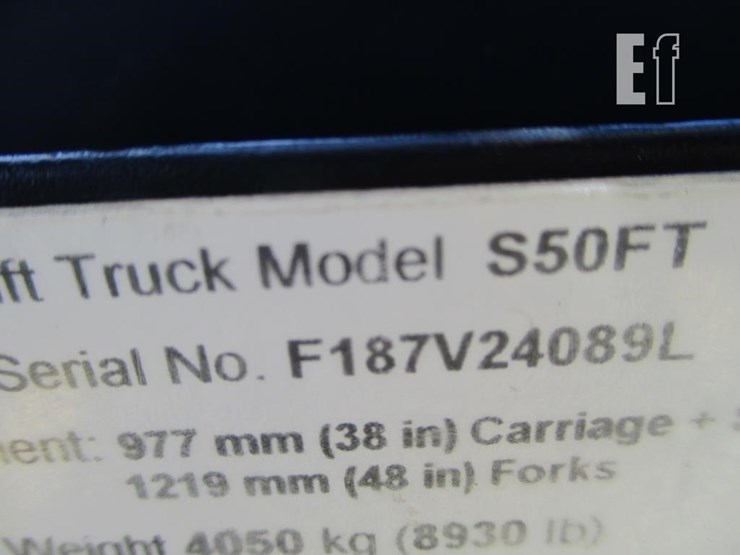 Ef
ift Truck Model S50FT
Serial No. F187V24089L
ent: 977 mm (38 in) Carriage +
1219 mm (48 in) Forks
Weight 4050 kg (8930 lb)